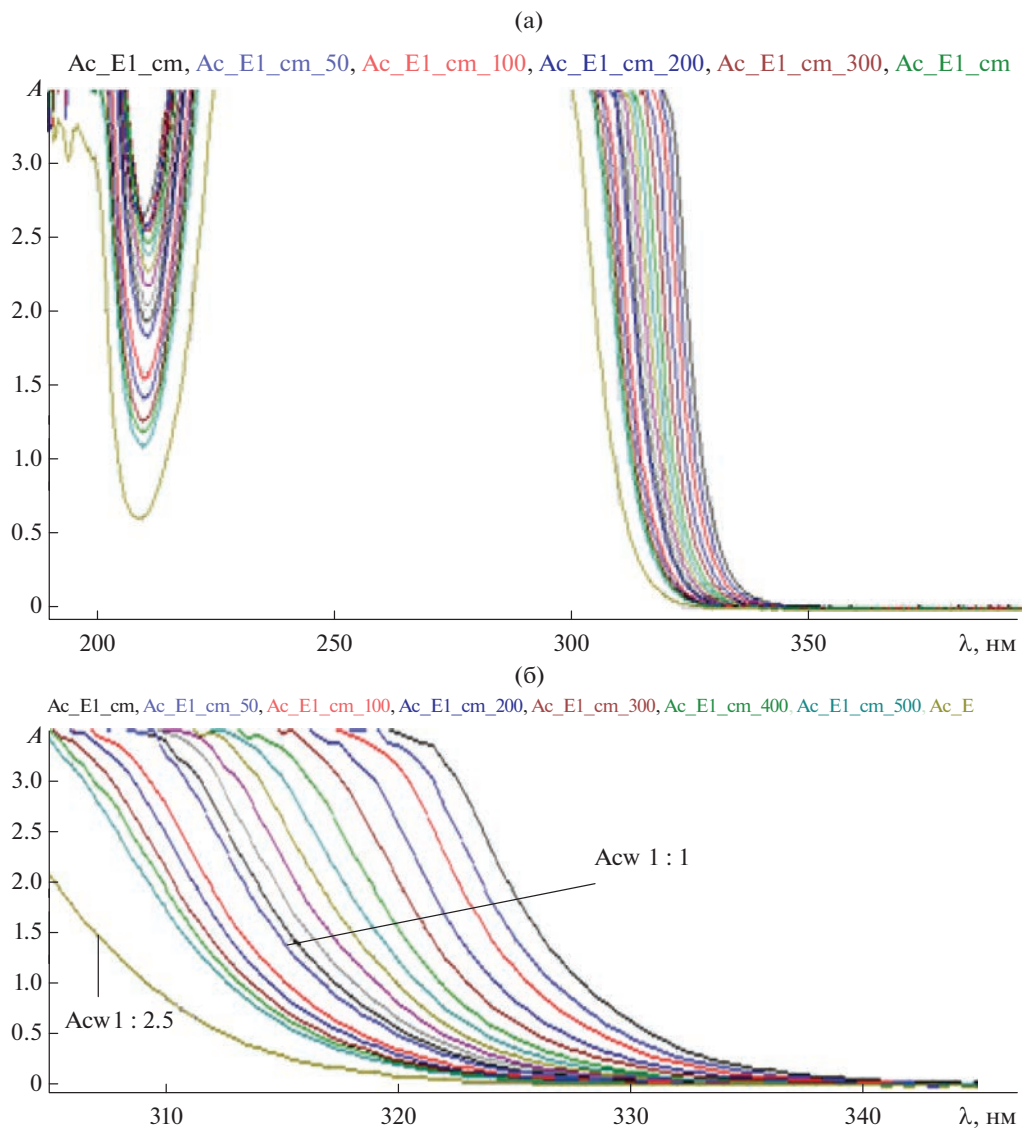 (а)
Ac_E1_cm, Ac_E1_cm_50, Ac_E1_cm_100, Ac_E1_cm_200, Ac_E1_cm_300, Ac_E1_cm
A
3.0
2.5
2.0
1.5
1.0
0.5
0
200 250 300 350 λ, нм
(б)
Ac_E1_cm, Ac_E1_cm_50, Ac_E1_cm_100, Ac_E1_cm_200, Ac_E1_cm_300, Ac_E1_cm_400, Ac_E1_cm_500, Ac_E
A
3.0
2.5
2.0
1.5
1.0
0.5
0
Acw 1 : 1
Acw 1 : 2.5
310 320 330 340 λ, нм